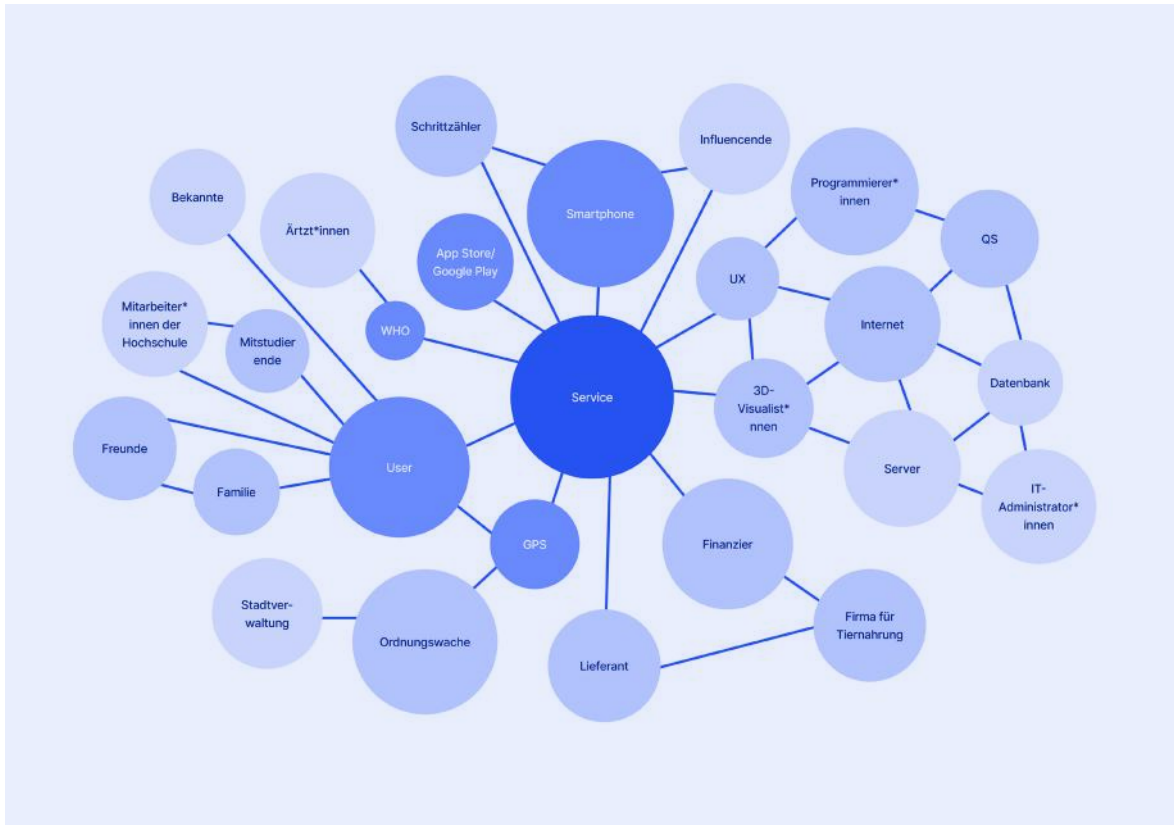 Schrittzähler
Influencende
Bekannte
Ärtzt*innen
Smartphone
Programmierer*
innen
App Store/
Google Play
UX
QS
Mitarbeiter*
innen der
Hochschule
Mitstudier
ende
WHO
Internet
Service
3D-
Visualist*
nnen
Datenbank
Freunde
Familie
User
Server
IT-
Administrator*
innen
GPS
Finanzier
Stadtver-
waltung
Ordnungswache
Lieferant
Firma für
Tiernahrung